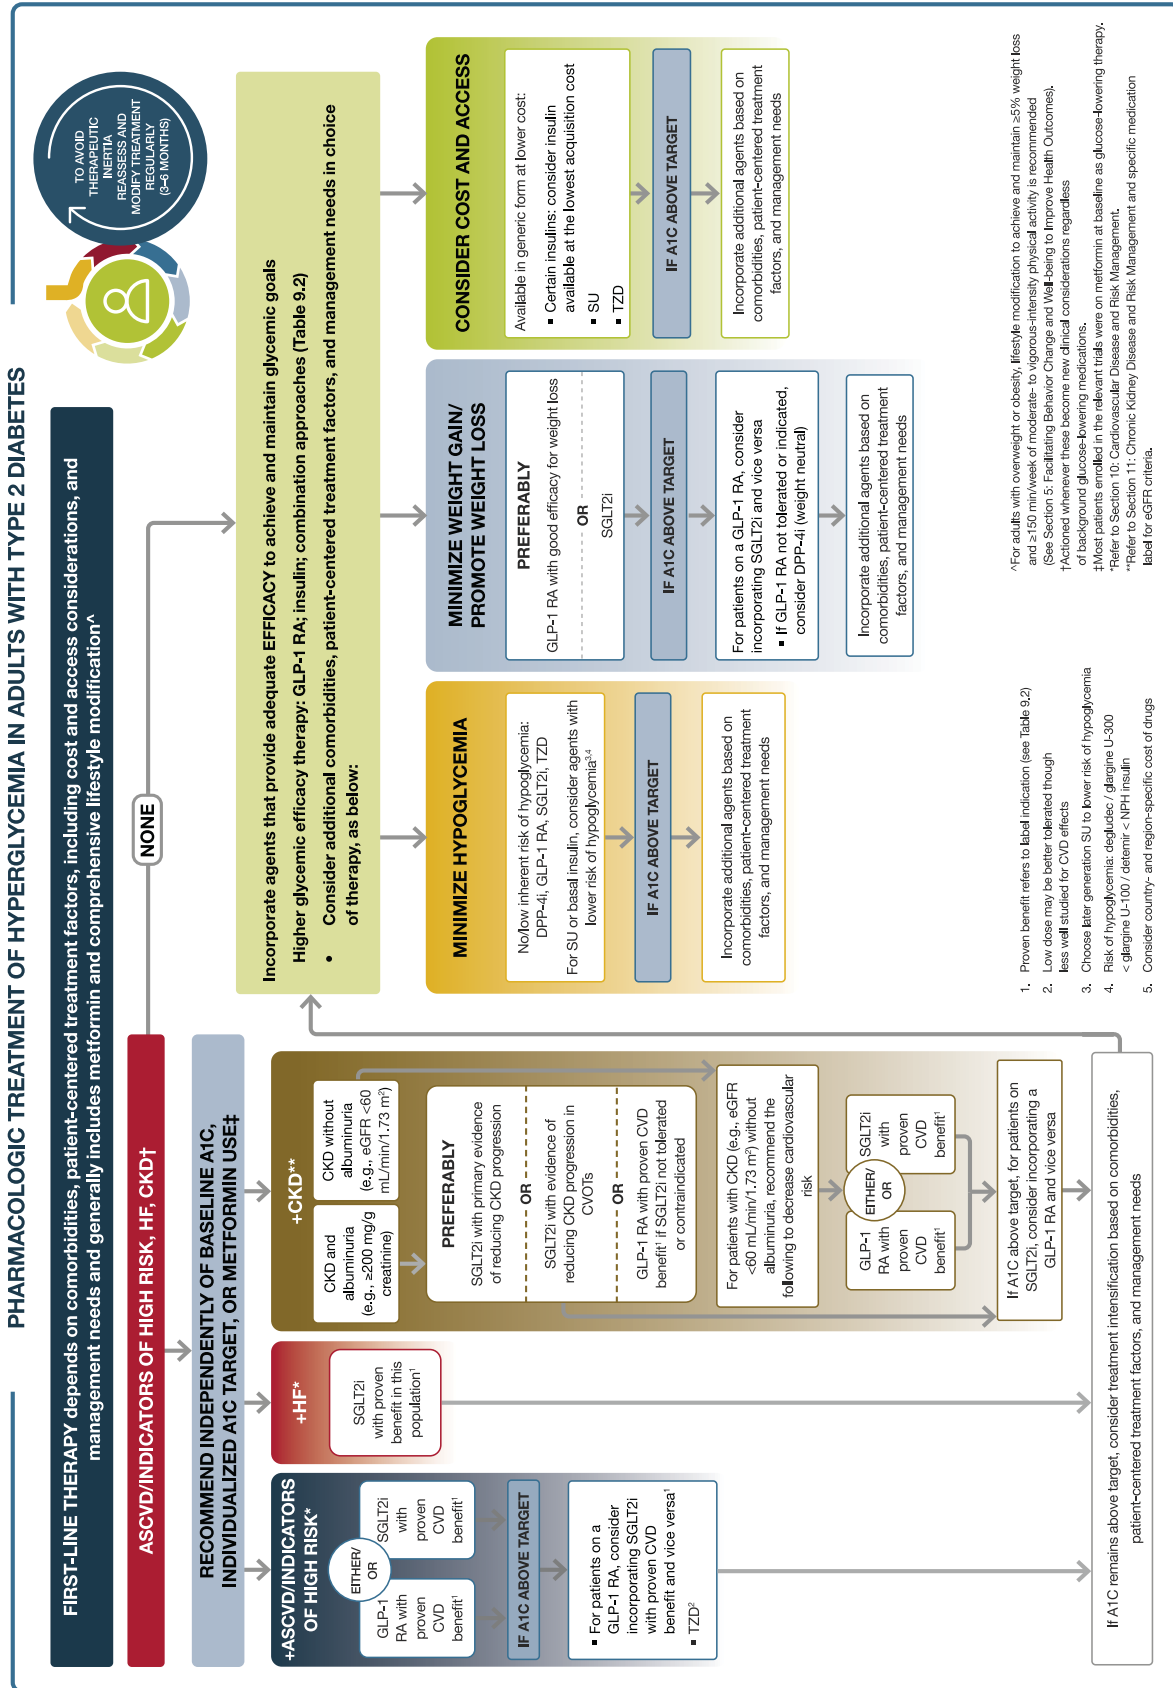 PHARMACOLOGIC TREATMENT OF HYPERGLYCEMIA IN ADULTS WITH TYPE 2 DIABETES
TO AVOID
THERAPEUTIC
INERTIA
REASSESS AND
MODIFY TREATMENT
REGULARLY
(3–6 MONTHS)
FIRST-LINE THERAPY depends on comorbidities, patient-centered treatment factors, including cost and access considerations, and
management needs and generally includes metformin and comprehensive lifestyle modification^
ASCVD/INDICATORS OF HIGH RISK, HF, CKD†
NONE
RECOMMEND INDEPENDENTLY OF BASELINE A1C,
INDIVIDUALIZED A1C TARGET, OR METFORMIN USE‡
+ASCVD/INDICATORS
OF HIGH RISK*
GLP-1
RA with
proven
CVD
benefit¹
EITHER/
OR
SGLT2i
with
proven
CVD
benefit¹
IF A1C ABOVE TARGET
▪ For patients on a
GLP-1 RA, consider
incorporating SGLT2i
with proven CVD
benefit and vice versa¹
▪ TZD²
+HF*
SGLT2i
with proven
benefit in this
population¹
+CKD**
CKD and
albuminuria
(e.g., ≥200 mg/g
creatinine)
CKD without
albuminuria
(e.g., eGFR <60
mL/min/1.73 m²)
PREFERABLY
SGLT2i with primary evidence
of reducing CKD progression
OR
SGLT2i with evidence of
reducing CKD progression in
CVOTs
OR
GLP-1 RA with proven CVD
benefit¹ if SGLT2i not tolerated
or contraindicated
For patients with CKD (e.g., eGFR
<60 mL/min/1.73 m²) without
albuminuria, recommend the
following to decrease cardiovascular
risk
GLP-1
RA with
proven
CVD
benefit¹
EITHER/
OR
SGLT2i
with
proven
CVD
benefit¹
If A1C above target, for patients on
SGLT2i, consider incorporating a
GLP-1 RA and vice versa
If A1C remains above target, consider treatment intensification based on comorbidities,
patient-centered treatment factors, and management needs
Incorporate agents that provide adequate EFFICACY to achieve and maintain glycemic goals
Higher glycemic efficacy therapy: GLP-1 RA; insulin; combination approaches (Table 9.2)
• Consider additional comorbidities, patient-centered treatment factors, and management needs in choice
of therapy, as below:
MINIMIZE HYPOGLYCEMIA
No/low inherent risk of hypoglycemia:
DPP-4i, GLP-1 RA, SGLT2i, TZD
For SU or basal insulin, consider agents with
lower risk of hypoglycemia³,⁴
IF A1C ABOVE TARGET
Incorporate additional agents based on
comorbidities, patient-centered treatment
factors, and management needs
MINIMIZE WEIGHT GAIN/
PROMOTE WEIGHT LOSS
PREFERABLY
GLP-1 RA with good efficacy for weight loss
OR
SGLT2i
IF A1C ABOVE TARGET
For patients on a GLP-1 RA, consider
incorporating SGLT2i and vice versa
▪ If GLP-1 RA not tolerated or indicated,
consider DPP-4i (weight neutral)
Incorporate additional agents based on
comorbidities, patient-centered treatment
factors, and management needs
CONSIDER COST AND ACCESS
Available in generic form at lower cost:
▪ Certain insulins: consider insulin
available at the lowest acquisition cost
▪ SU
▪ TZD
IF A1C ABOVE TARGET
Incorporate additional agents based on
comorbidities, patient-centered treatment
factors, and management needs
1. Proven benefit refers to label indication (see Table 9.2)
2. Low dose may be better tolerated though
less well studied for CVD effects
3. Choose later generation SU to lower risk of hypoglycemia
4. Risk of hypoglycemia: degludec / glargine U-300
< glargine U-100 / detemir < NPH insulin
5. Consider country- and region-specific cost of drugs
^For adults with overweight or obesity, lifestyle modification to achieve and maintain ≥5% weight loss
and ≥150 min/week of moderate- to vigorous-intensity physical activity is recommended
(See Section 5: Facilitating Behavior Change and Well-being to Improve Health Outcomes).
†Actioned whenever these become new clinical considerations regardless
of background glucose-lowering medications.
‡Most patients enrolled in the relevant trials were on metformin at baseline as glucose-lowering therapy.
*Refer to Section 10: Cardiovascular Disease and Risk Management.
**Refer to Section 11: Chronic Kidney Disease and Risk Management and specific medication
label for eGFR criteria.